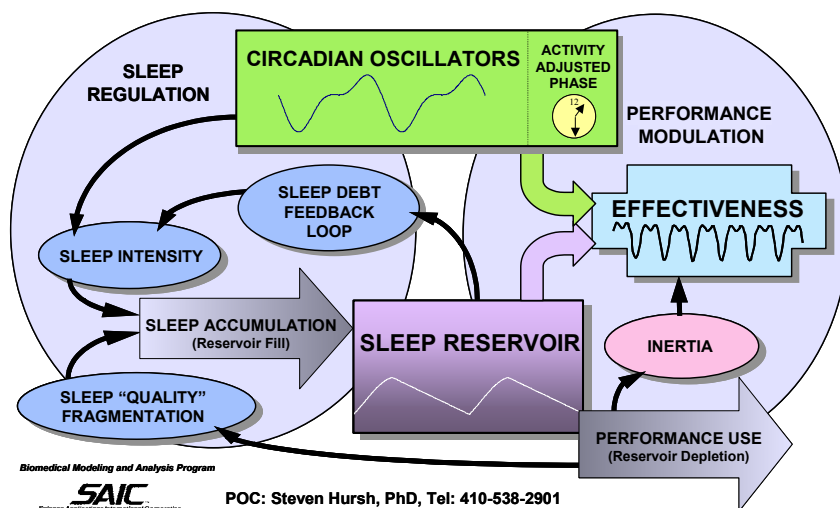 CIRCADIAN OSCILLATORS
ACTIVITY
ADJUSTED
PHASE
12
SLEEP
REGULATION
PERFORMANCE
MODULATION
SLEEP DEBT
FEEDBACK
LOOP
EFFECTIVENESS
SLEEP INTENSITY
SLEEP ACCUMULATION
(Reservoir Fill)
SLEEP RESERVOIR
INERTIA
SLEEP “QUALITY”
FRAGMENTATION
PERFORMANCE USE
(Reservoir Depletion)
Biomedical Modeling and Analysis Program
SAIC
POC: Steven Hursh, PhD, Tel: 410-538-2901